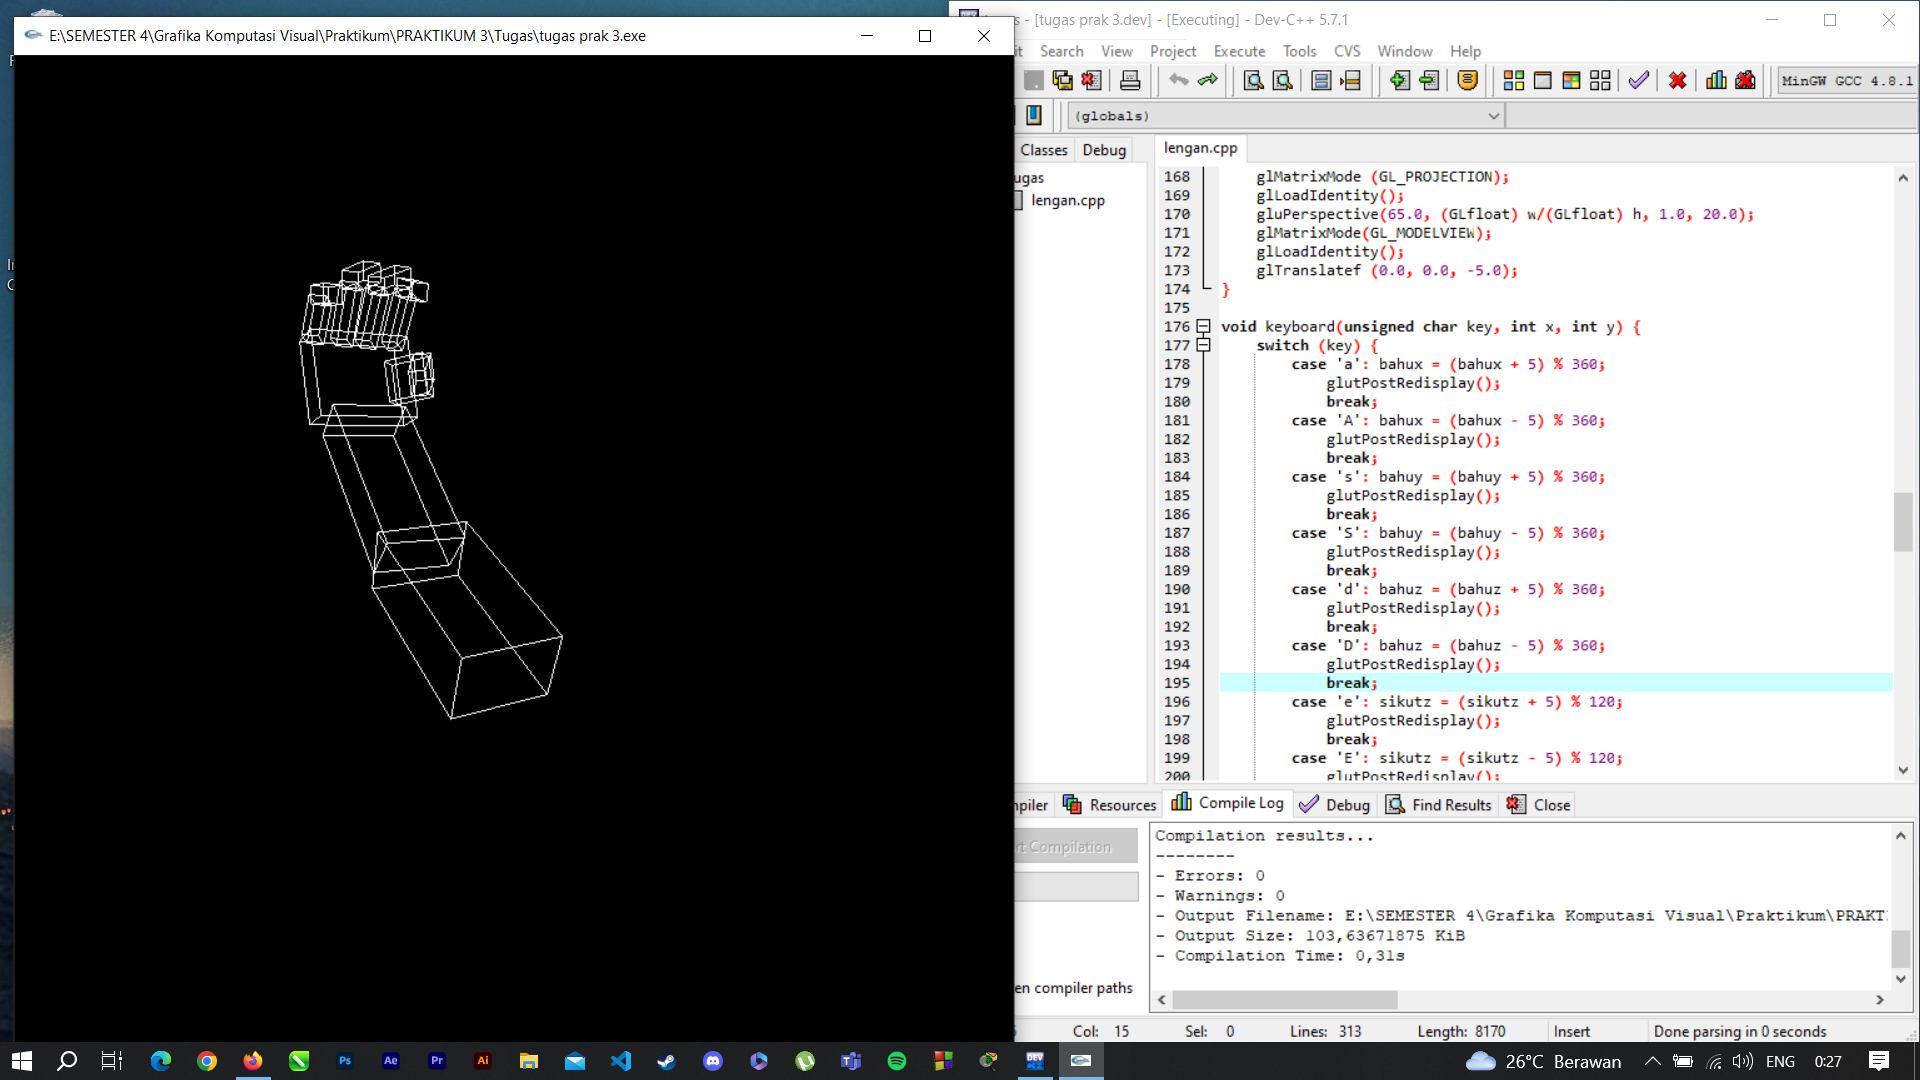 E:\SEMESTER 4\Grafika Komputasi Visual\Praktikum\PRAKTIKUM 3\Tugas\tugas prak 3.exe
- [tugas prak 3.dev] - [Executing] - Dev-C++ 5.7.1
Search View Project Execute Tools CVS Window Help
MinGW GCC 4.8.1
(globals)
Classes Debug
lengan.cpp
ugas
lengan.cpp
168 glMatrixMode (GL_PROJECTION);
169 glLoadIdentity();
170 gluPerspective(65.0, (GLfloat) w/(GLfloat) h, 1.0, 20.0);
171 glMatrixMode(GL_MODELVIEW);
172 glLoadIdentity();
173 glTranslatef (0.0, 0.0, -5.0);
174 }
175
176 void keyboard(unsigned char key, int x, int y) {
177 switch (key) {
178 case 'a': bahux = (bahux + 5) % 360;
179 glutPostRedisplay();
180 break;
181 case 'A': bahux = (bahux - 5) % 360;
182 glutPostRedisplay();
183 break;
184 case 's': bahuy = (bahuy + 5) % 360;
185 glutPostRedisplay();
186 break;
187 case 'S': bahuy = (bahuy - 5) % 360;
188 glutPostRedisplay();
189 break;
190 case 'd': bahuz = (bahuz + 5) % 360;
191 glutPostRedisplay();
192 break;
193 case 'D': bahuz = (bahuz - 5) % 360;
194 glutPostRedisplay();
195 break;
196 case 'e': sikutz = (sikutz + 5) % 120;
197 glutPostRedisplay();
198 break;
199 case 'E': sikutz = (sikutz - 5) % 120;
200 glutPostRedisplay();
mpiler Resources Compile Log Debug Find Results Close
rt Compilation
en compiler paths
Compilation results...
--------
- Errors: 0
- Warnings: 0
- Output Filename: E:\SEMESTER 4\Grafika Komputasi Visual\Praktikum\PRAKT
- Output Size: 103,63671875 KiB
- Compilation Time: 0,31s
Col: 15 Sel: 0 Lines: 313 Length: 8170 Insert Done parsing in 0 seconds
26°C Berawan ENG 0:27